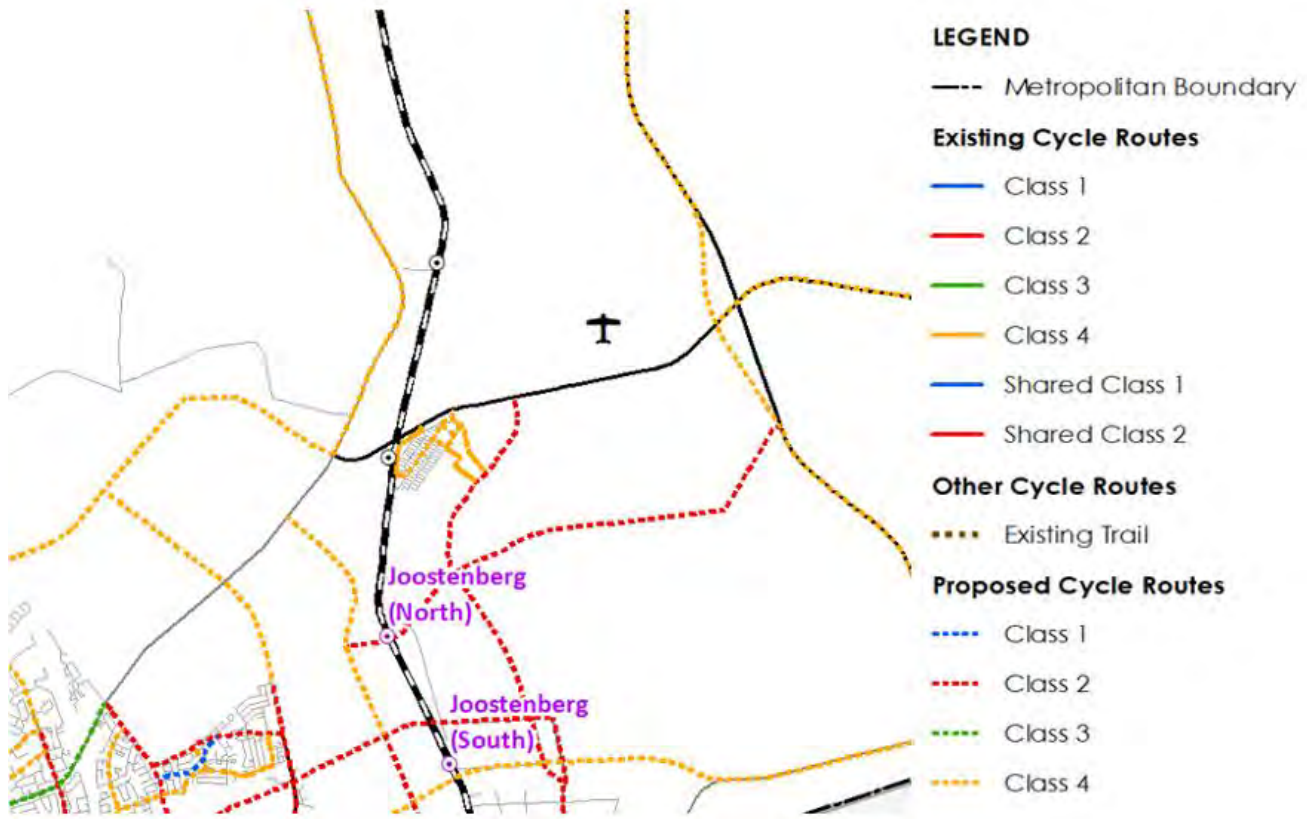 Joostenberg
(North)
Joostenberg
(South)
LEGEND
Metropolitan Boundary
Existing Cycle Routes
Class 1
Class 2
Class 3
Class 4
Shared Class 1
Shared Class 2
Other Cycle Routes
Existing Trail
Proposed Cycle Routes
Class 1
Class 2
Class 3
Class 4